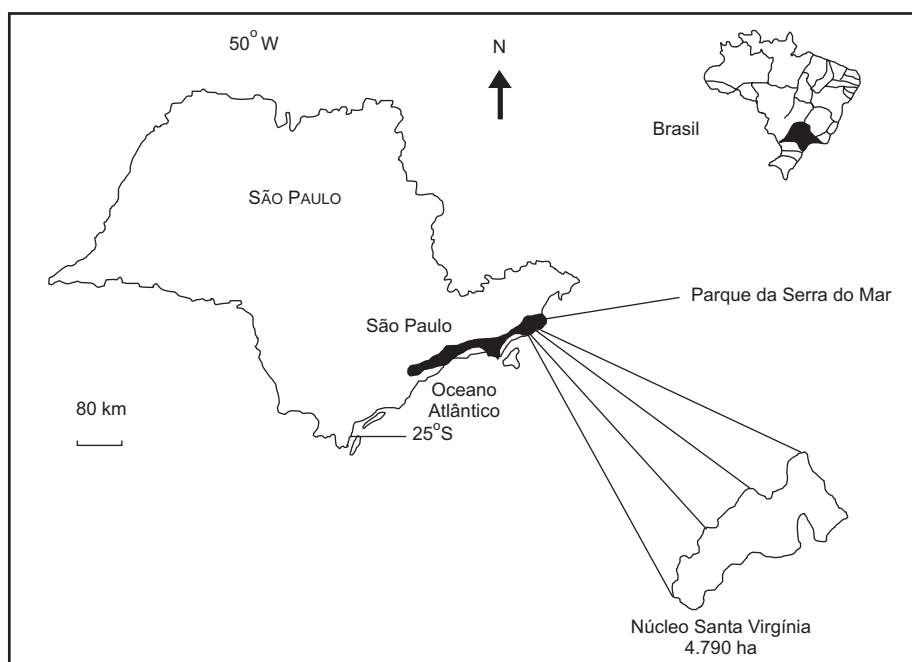 50° W
N
Brasil
SÃO PAULO
Parque da Serra do Mar
São Paulo
Oceano
Atlântico
80 km
25°S
Núcleo Santa Virgínia
4.790 ha